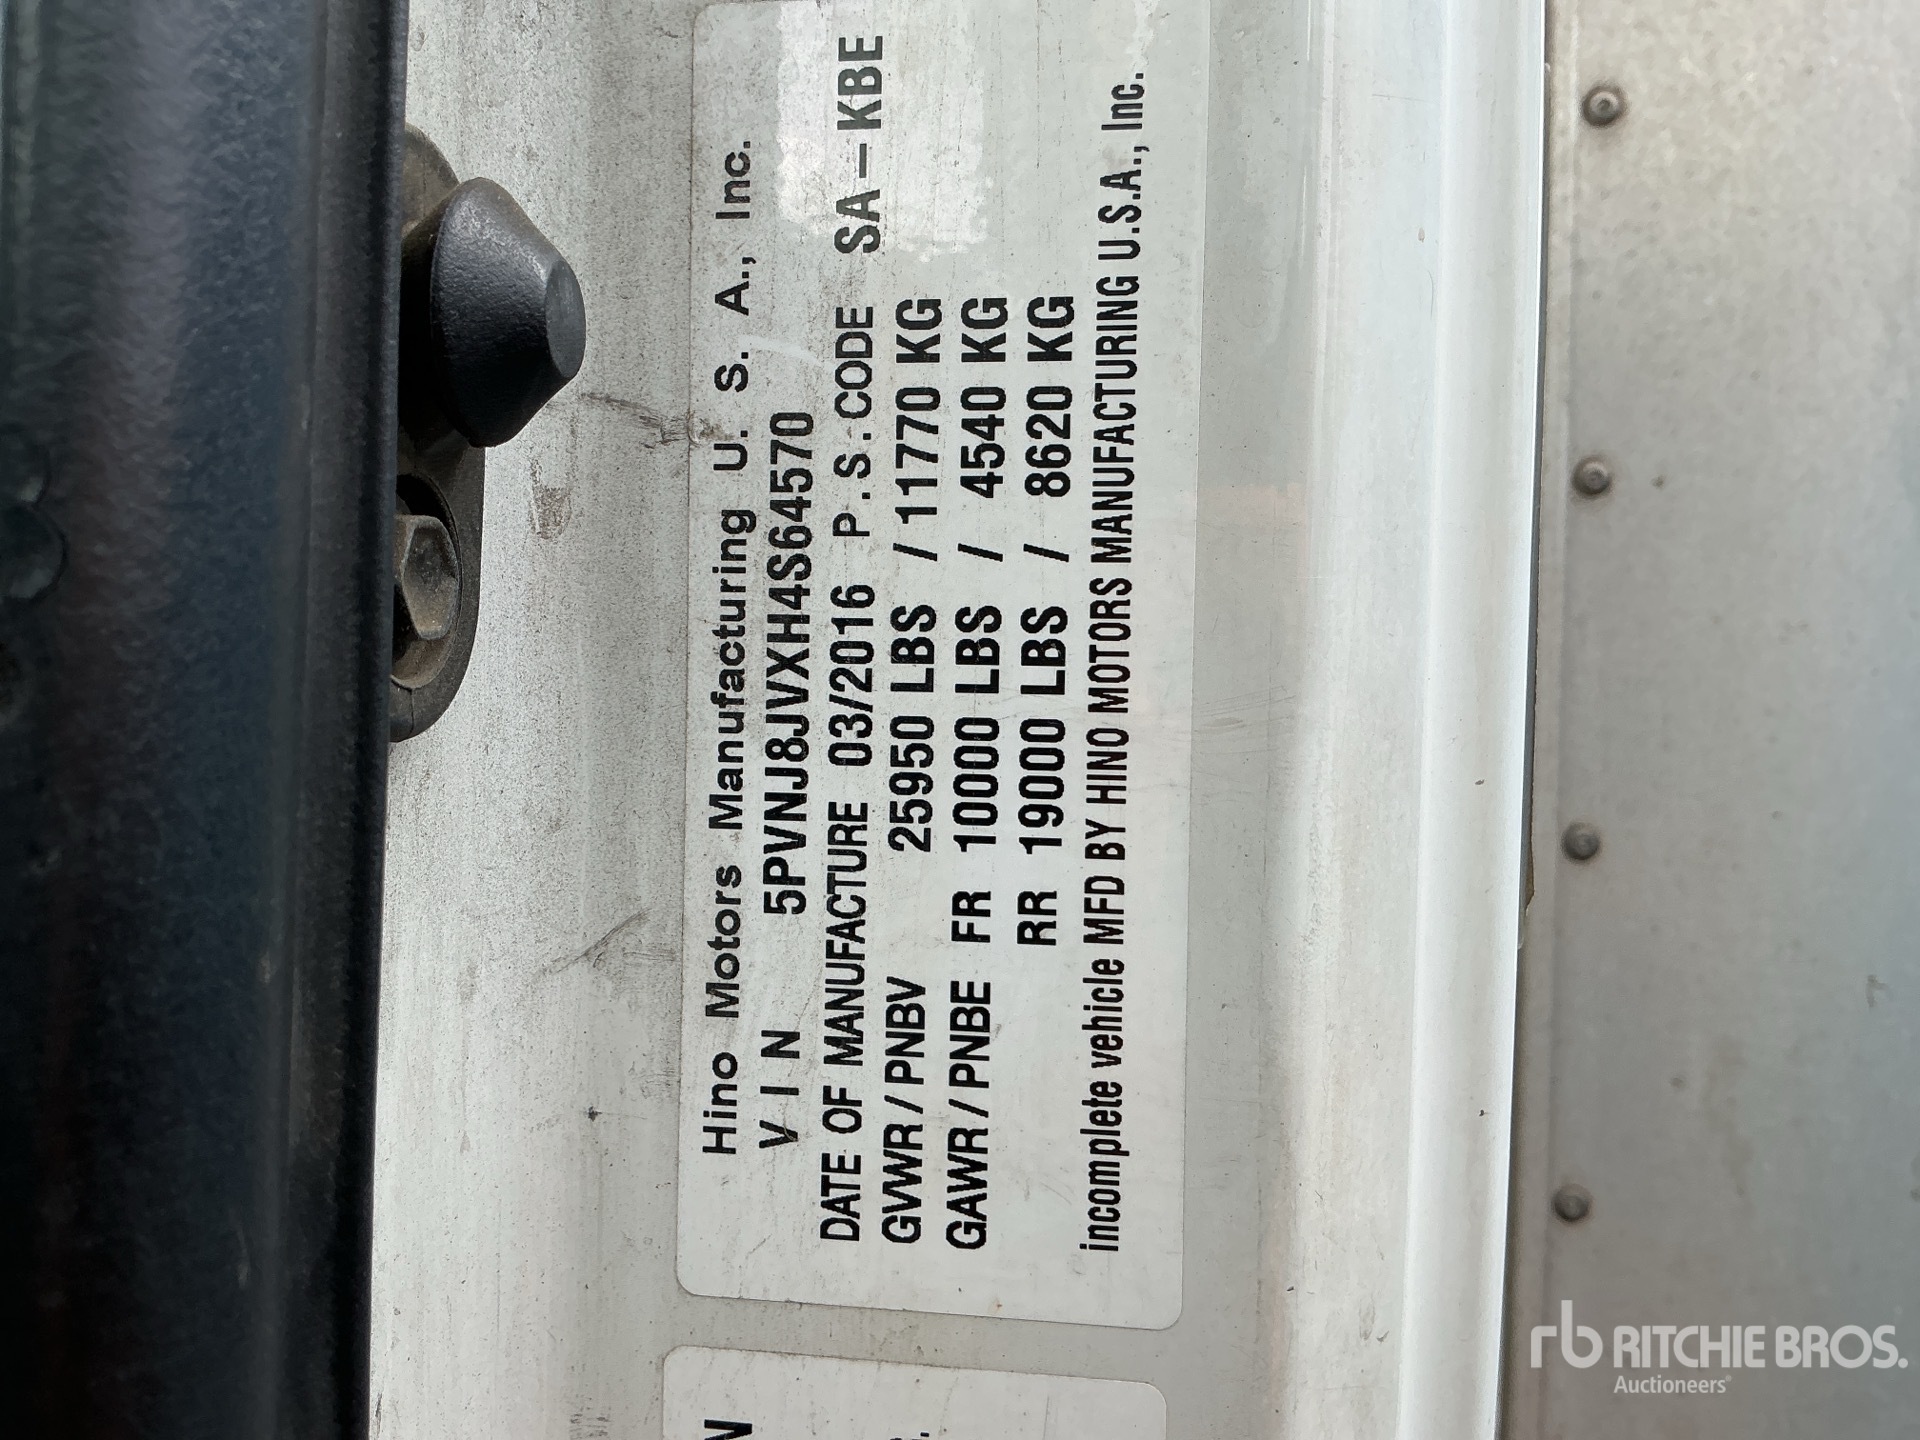 Hino Motors Manufacturing U. S. A., Inc.
VIN 5PVNJ8JVXH4S64570
DATE OF MANUFACTURE 03/2016 P.S.CODE SA-KBE
GVWR/PNBV 25950 LBS / 11770 KG
GAWR/PNBE FR 10000 LBS / 4540 KG
RR 19000 LBS / 8620 KG
incomplete vehicle MFD BY HINO MOTORS MANUFACTURING U.S.A., Inc.
rb RITCHIE BROS.
Auctioneers